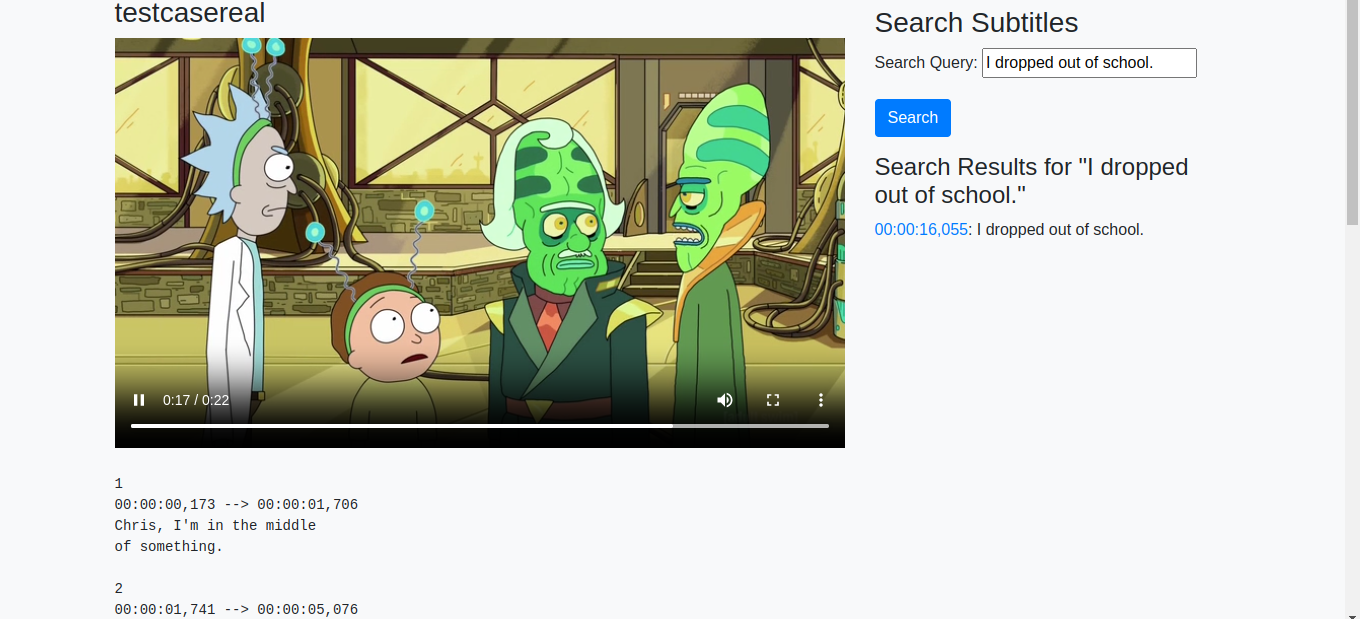 testcasereal
0:17 / 0:22
1
00:00:00,173 --> 00:00:01,706
Chris, I'm in the middle
of something.
2
00:00:01,741 --> 00:00:05,076
Search Subtitles
Search Query: I dropped out of school.
Search
Search Results for "I dropped
out of school."
00:00:16,055: I dropped out of school.